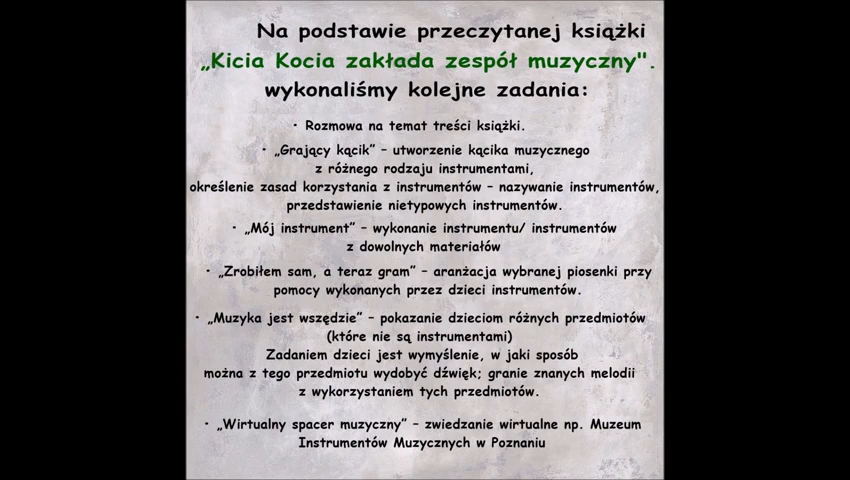 Na podstawie przeczytanej książki
„Kicia Kocia zakłada zespół muzyczny".
wykonaliśmy kolejne zadania:
· Rozmowa na temat treści książki.
· „Grający kącik” – utworzenie kącika muzycznego
z różnego rodzaju instrumentami,
określenie zasad korzystania z instrumentów – nazywanie instrumentów,
przedstawienie nietypowych instrumentów.
· „Mój instrument” – wykonanie instrumentu/ instrumentów
z dowolnych materiałów
· „Zrobiłem sam, a teraz gram” – aranżacja wybranej piosenki przy
pomocy wykonanych przez dzieci instrumentów.
· „Muzyka jest wszędzie” – pokazanie dzieciom różnych przedmiotów
(które nie są instrumentami)
Zadaniem dzieci jest wymyślenie, w jaki sposób
można z tego przedmiotu wydobyć dźwięk; granie znanych melodii
z wykorzystaniem tych przedmiotów.
· „Wirtualny spacer muzyczny” – zwiedzanie wirtualne np. Muzeum
Instrumentów Muzycznych w Poznaniu